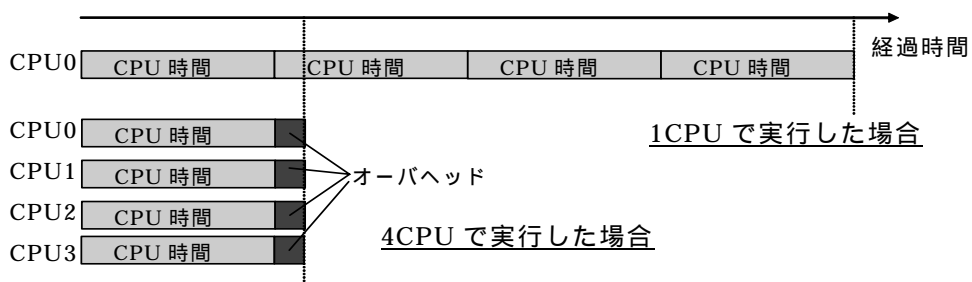 経過時間
CPU0 CPU 時間 CPU 時間 CPU 時間 CPU 時間
CPU0 CPU 時間
1CPU で実行した場合
CPU1 CPU 時間
オーバヘッド
CPU2 CPU 時間
4CPU で実行した場合
CPU3 CPU 時間